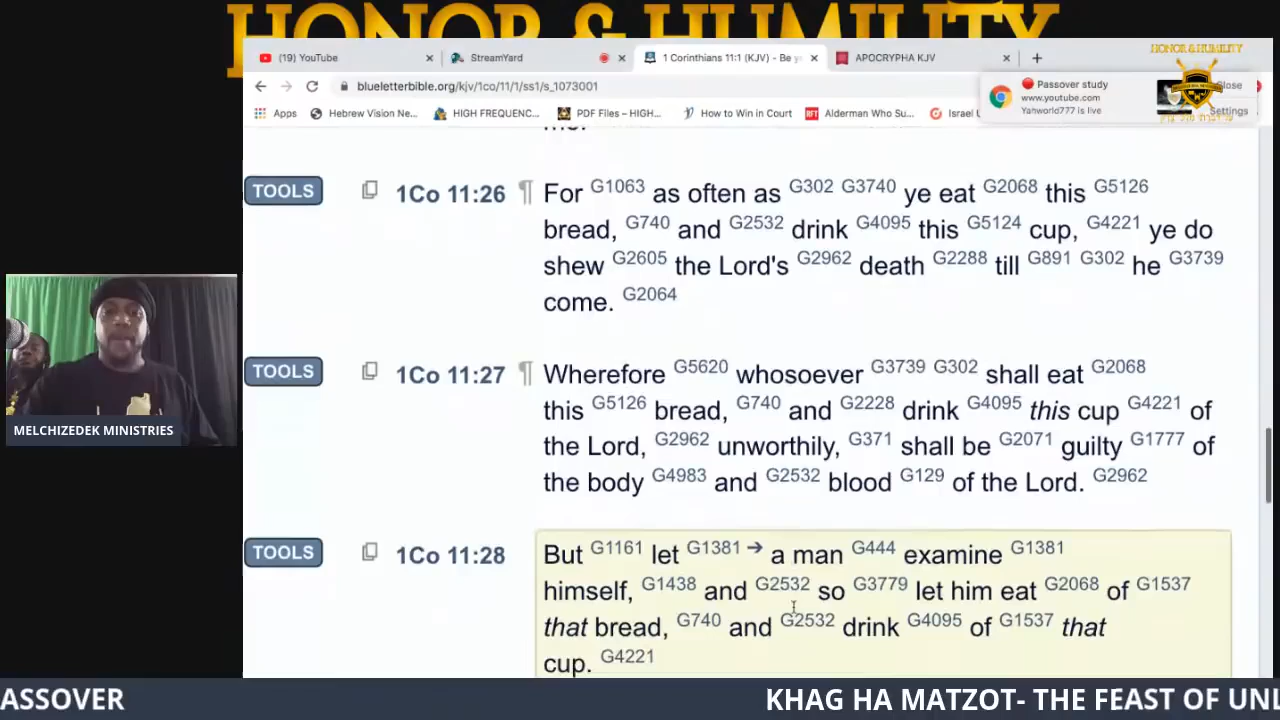 HONOR & HUMILITY
(19) YouTube
StreamYard
1 Corinthians 11:1 (KJV) - Be ye
APOCRYPHA KJV
HONOR & HUMILITY
blueletterbible.org/kjv/1co/11/1/ss1/s_1073001
Passover study
www.youtube.com
Yahworld777 is live
Close
Settings
Apps
Hebrew Vision Ne...
HIGH FREQUENC...
PDF Files – HIGH...
How to Win in Court
Alderman Who Su...
Israel
me.
TOOLS
1Co 11:26
¶ For G1063 as often as G302 G3740 ye eat G2068 this G5126
bread, G740 and G2532 drink G4095 this G5124 cup, G4221 ye do
shew G2605 the Lord's G2962 death G2288 till G891 G302 he G3739
come. G2064
TOOLS
1Co 11:27
¶ Wherefore G5620 whosoever G3739 G302 shall eat G2068
this G5126 bread, G740 and G2228 drink G4095 this cup G4221 of
the Lord, G2962 unworthily, G371 shall be G2071 guilty G1777 of
the body G4983 and G2532 blood G129 of the Lord. G2962
TOOLS
1Co 11:28
But G1161 let G1381 ➔ a man G444 examine G1381
himself, G1438 and G2532 so G3779 let him eat G2068 of G1537
that bread, G740 and G2532 drink G4095 of G1537 that
cup. G4221
MELCHIZEDEK MINISTRIES
ASSOVER
KHAG HA MATZOT- THE FEAST OF UNL